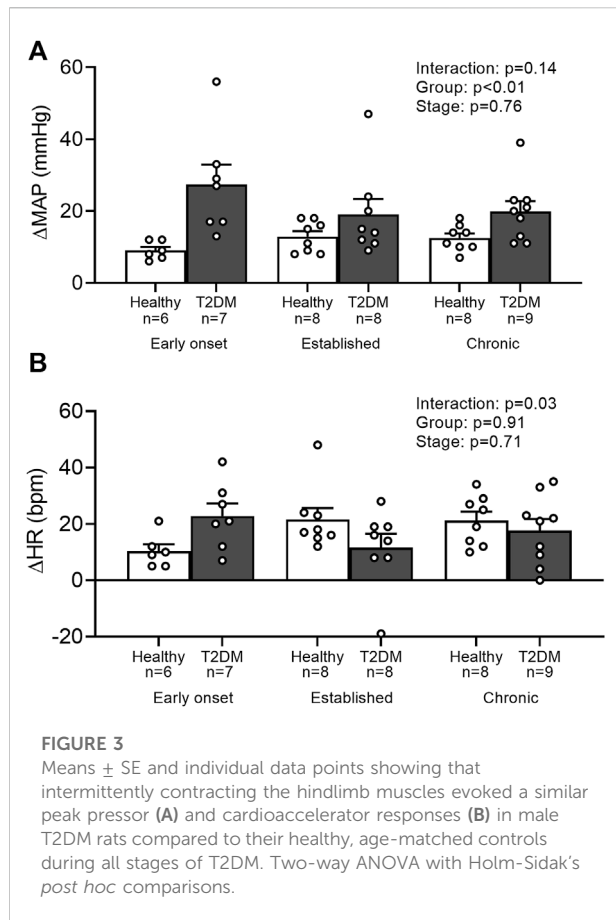 A
Interaction: p=0.14
Group: p<0.01
Stage: p=0.76
ΔMAP (mmHg)
60
40
20
0
Healthy T2DM Healthy T2DM Healthy T2DM
n=6 n=7 n=8 n=8 n=8 n=9
Early onset Established Chronic
B
Interaction: p=0.03
Group: p=0.91
Stage: p=0.71
ΔHR (bpm)
60
40
20
0
-20
Healthy T2DM Healthy T2DM Healthy T2DM
n=6 n=7 n=8 n=8 n=8 n=9
Early onset Established Chronic
FIGURE 3
Means ± SE and individual data points showing that
intermittently contracting the hindlimb muscles evoked a similar
peak pressor (A) and cardioaccelerator responses (B) in male
T2DM rats compared to their healthy, age-matched controls
during all stages of T2DM. Two-way ANOVA with Holm-Sidak's
post hoc comparisons.